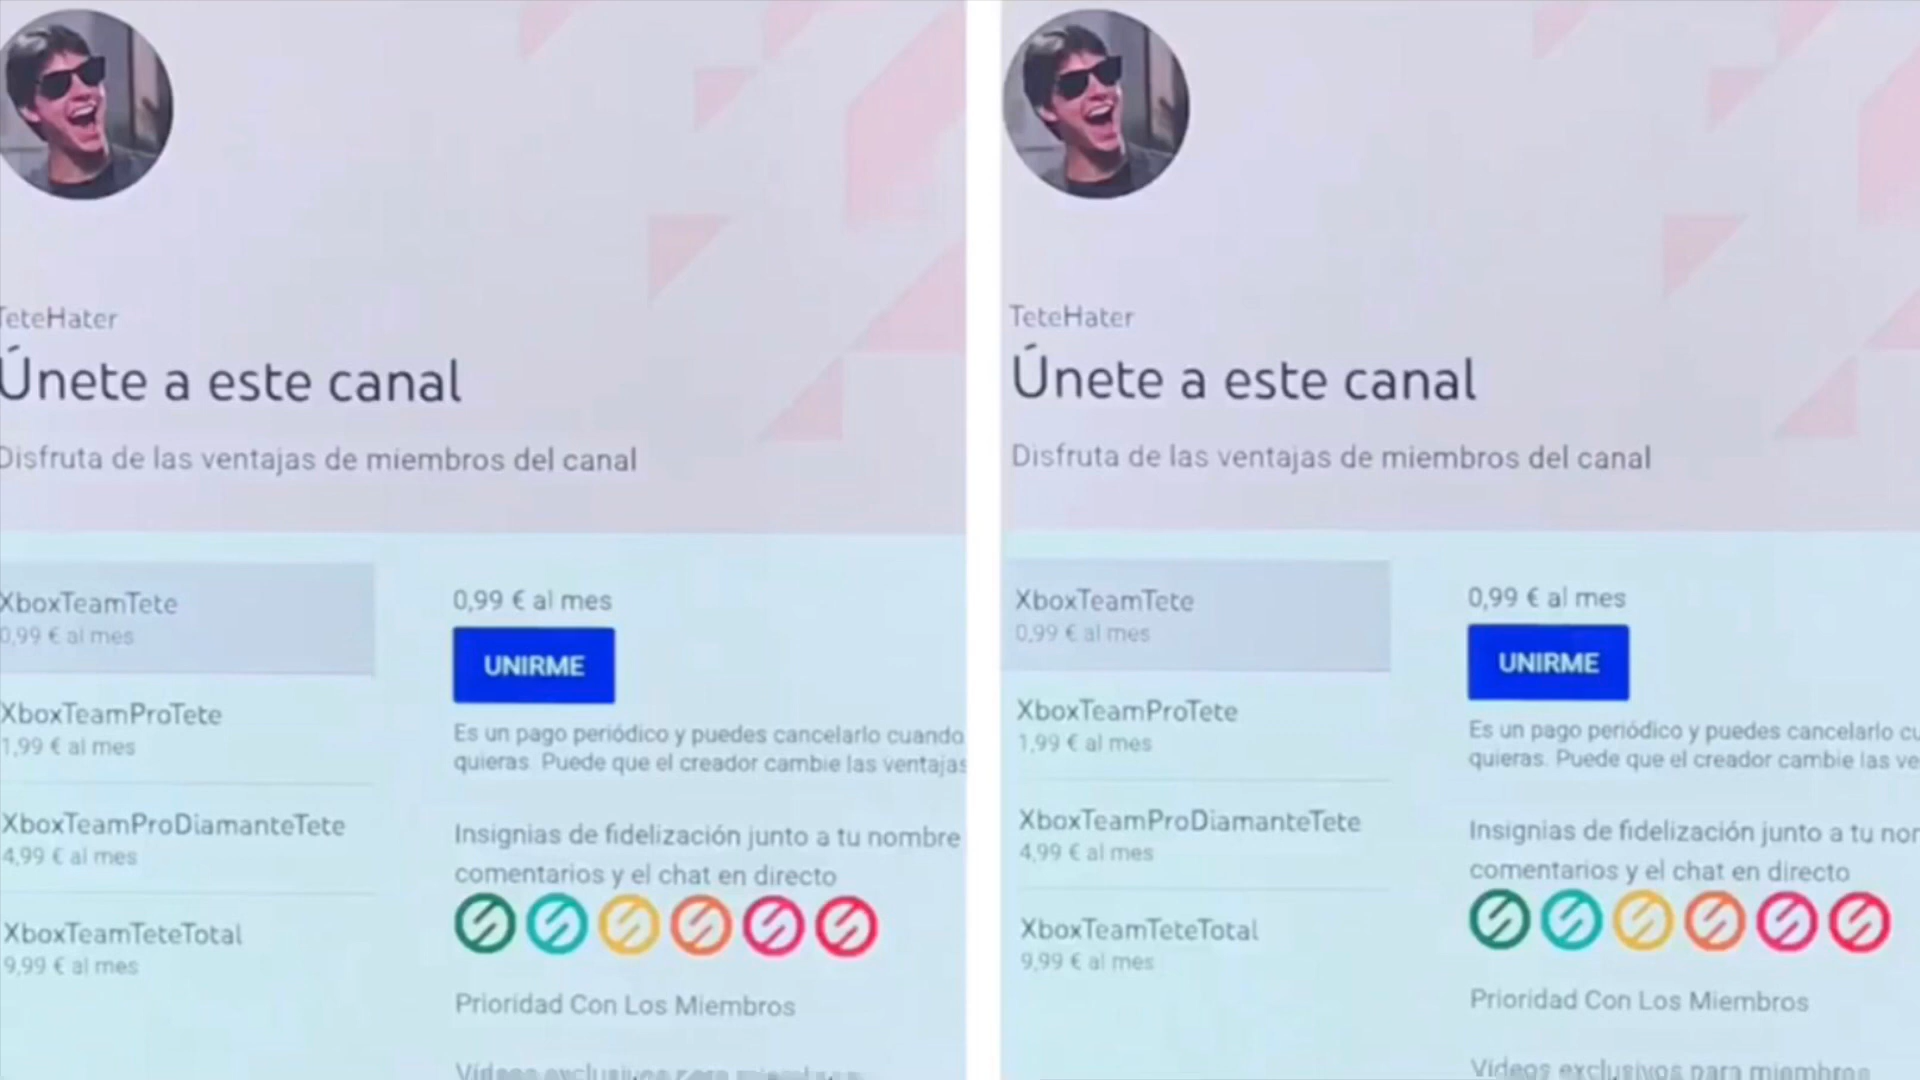 TeteHater
Únete a este canal
Disfruta de las ventajas de miembros del canal
XboxTeamTete
0,99 € al mes
XboxTeamProTete
1,99 € al mes
XboxTeamProDiamanteTete
4,99 € al mes
XboxTeamTeteTotal
9,99 € al mes
0,99 € al mes
UNIRME
Es un pago periódico y puedes cancelarlo cuando
quieras. Puede que el creador cambie las ventajas
Insignias de fidelización junto a tu nombre
comentarios y el chat en directo
Prioridad Con Los Miembros
Vídeos exclusivos para miembros
TeteHater
Únete a este canal
Disfruta de las ventajas de miembros del canal
XboxTeamTete
0,99 € al mes
XboxTeamProTete
1,99 € al mes
XboxTeamProDiamanteTete
4,99 € al mes
XboxTeamTeteTotal
9,99 € al mes
0,99 € al mes
UNIRME
Es un pago periódico y puedes cancelarlo cu
quieras. Puede que el creador cambie las ve
Insignias de fidelización junto a tu nor
comentarios y el chat en directo
Prioridad Con Los Miembros
Vídeos exclusivos para miembros